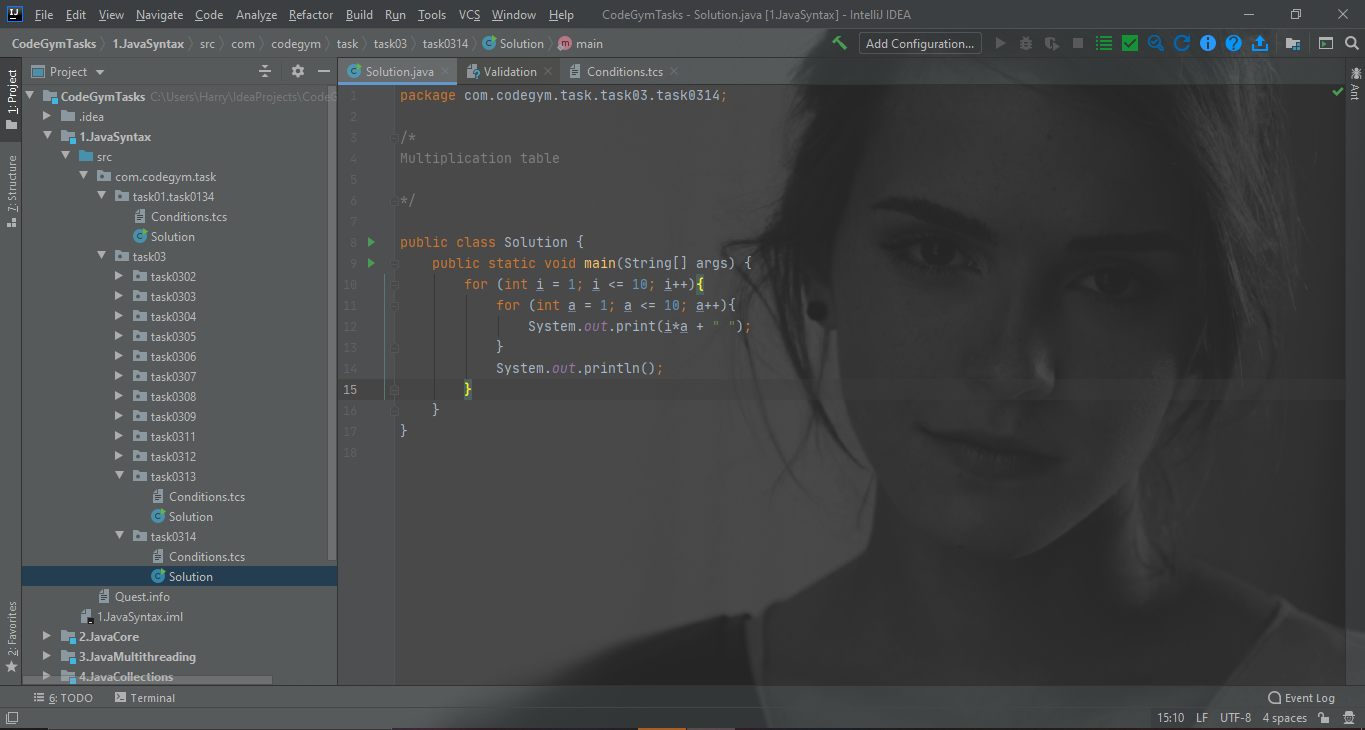 IJ File Edit View Navigate Code Analyze Refactor Build Run Tools VCS Window Help CodeGymTasks - Solution.java [1.JavaSyntax] - IntelliJ IDEA
CodeGymTasks 1.JavaSyntax src com codegym task task03 task0314 Solution m main Add Configuration...
1: Project
7: Structure
2: Favorites
Project
CodeGymTasks C:\Users\Harry\IdeaProjects\CodeG
.idea
1.JavaSyntax
src
com.codegym.task
task01.task0134
Conditions.tcs
Solution
task03
task0302
task0303
task0304
task0305
task0306
task0307
task0308
task0309
task0311
task0312
task0313
Conditions.tcs
Solution
task0314
Conditions.tcs
Solution
Quest.info
1.JavaSyntax.iml
2.JavaCore
3.JavaMultithreading
4.JavaCollections
Solution.java Validation Conditions.tcs
1 package com.codegym.task.task03.task0314;
2
3 /*
4 Multiplication table
5
6 */
7
8 public class Solution {
9 public static void main(String[] args) {
10 for (int i = 1; i <= 10; i++){
11 for (int a = 1; a <= 10; a++){
12 System.out.print(i*a + " ");
13 }
14 System.out.println();
15 }
16 }
17 }
18
Ant
6: TODO Terminal Event Log
15:10 LF UTF-8 4 spaces